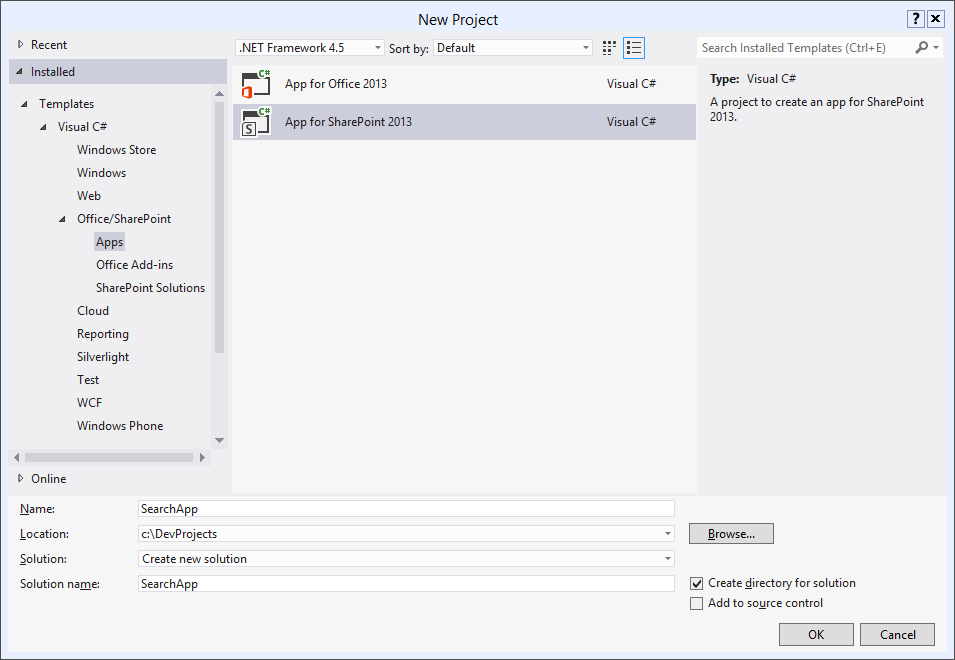 New Project
? ×
Recent
.NET Framework 4.5 Sort by: Default
Search Installed Templates (Ctrl+E)
Installed
Templates
Visual C#
Windows Store
Windows
Web
Office/SharePoint
Apps
Office Add-ins
SharePoint Solutions
Cloud
Reporting
Silverlight
Test
WCF
Windows Phone
Online
C# App for Office 2013 Visual C#
C# S App for SharePoint 2013 Visual C#
Type: Visual C#
A project to create an app for SharePoint
2013.
Name: SearchApp
Location: c:\DevProjects Browse...
Solution: Create new solution
Solution name: SearchApp
Create directory for solution
Add to source control
OK Cancel